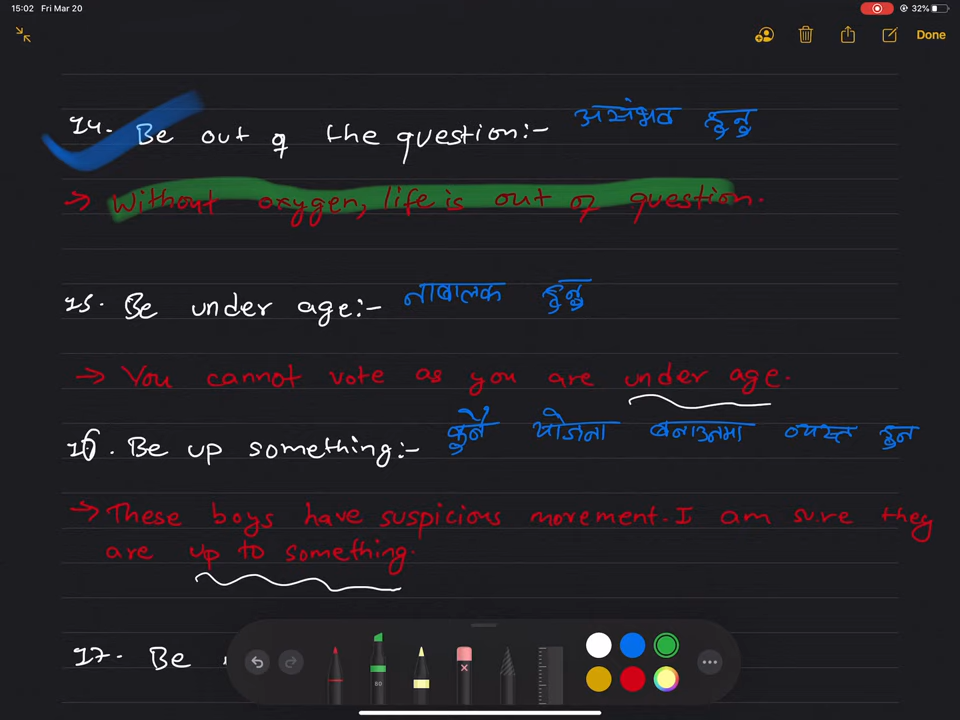 15:02 Fri Mar 20 32%
Done
14. Be out of the question:- असंभव हुनु
→ Without oxygen, life is out of question.
15. Be under age:- नाबालक हुनु
→ You cannot vote as you are under age.
16. Be up something:- कुनै योजना बनाउनमा व्यस्त हुन
→ These boys have suspicious movement. I am sure they
are up to something.
17. Be